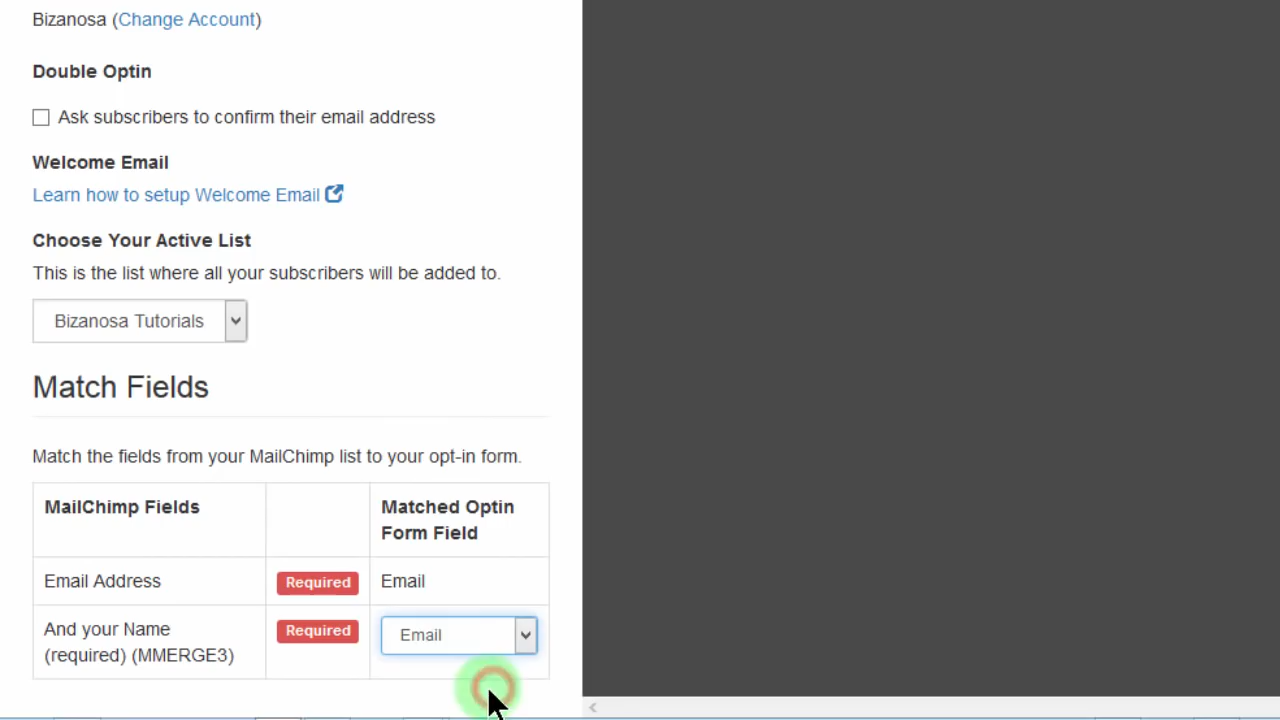 Bizanosa (Change Account)
Double Optin
Ask subscribers to confirm their email address
Welcome Email
Learn how to setup Welcome Email
Choose Your Active List
This is the list where all your subscribers will be added to.
Bizanosa Tutorials
Match Fields
Match the fields from your MailChimp list to your opt-in form.
MailChimp Fields
Matched Optin
Form Field
Email Address Required Email
And your Name
(required) (MMERGE3)
Required
Email